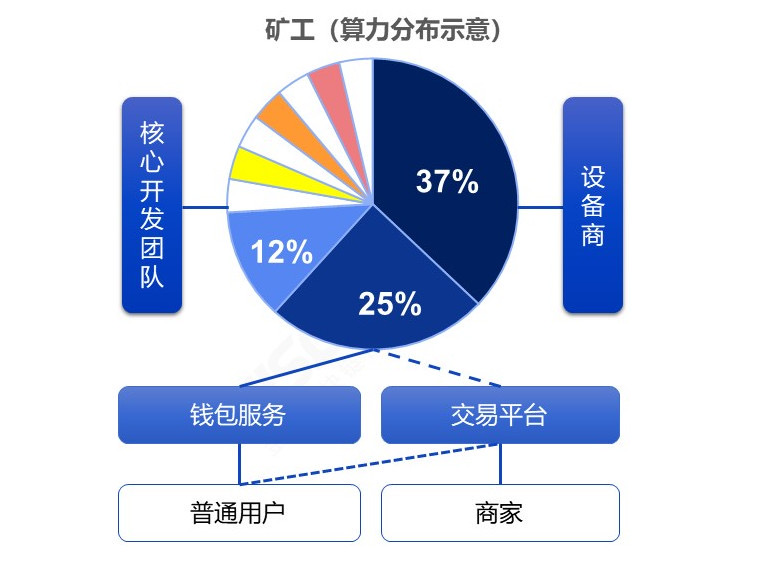 矿工（算力分布示意）
核心开发团队
37%
设备商
12%
25%
钱包服务
交易平台
普通用户
商家